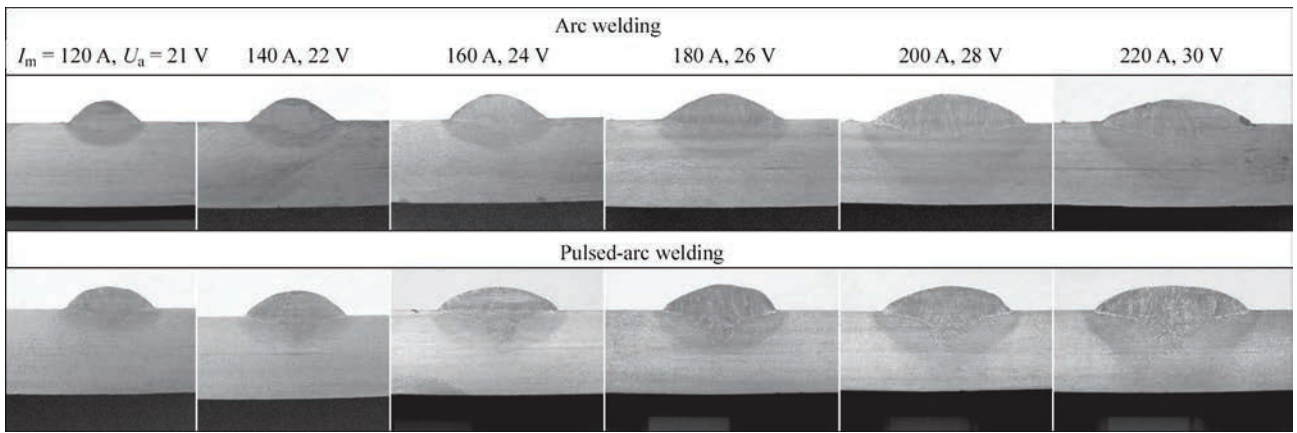 Arc welding
I_m = 120 A, U_a = 21 V 140 A, 22 V 160 A, 24 V 180 A, 26 V 200 A, 28 V 220 A, 30 V
Pulsed-arc welding